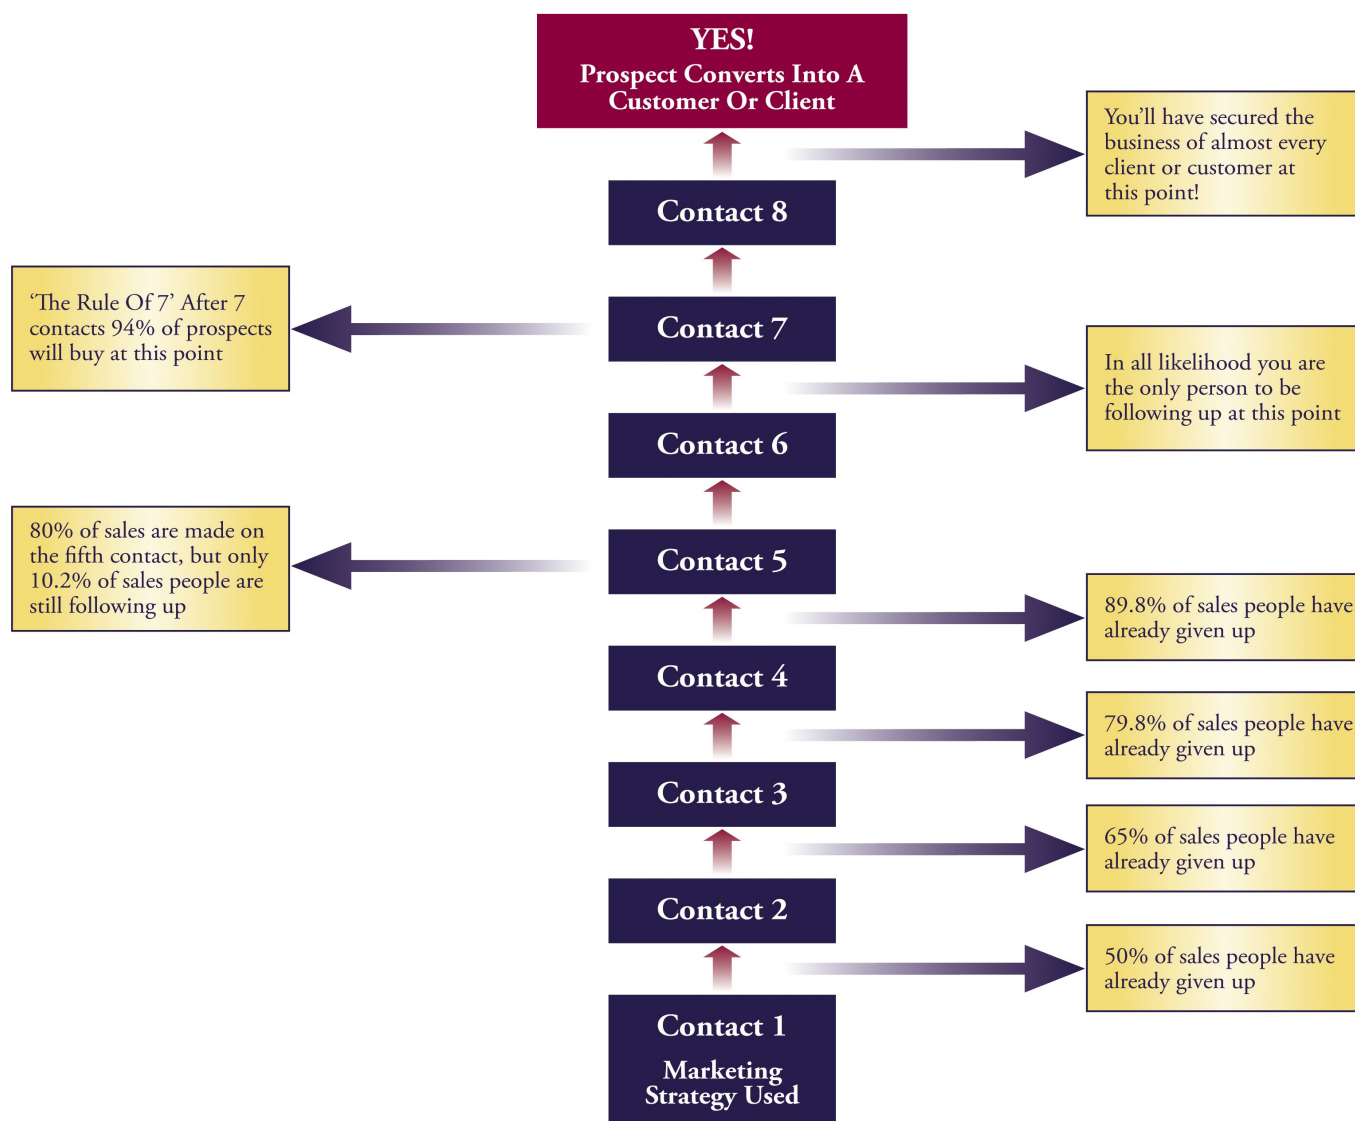 YES!
Prospect Converts Into A
Customer Or Client
You’ll have secured the
business of almost every
client or customer at
this point!
Contact 8
‘The Rule Of 7’ After 7
contacts 94% of prospects
will buy at this point
Contact 7
In all likelihood you are
the only person to be
following up at this point
Contact 6
80% of sales are made on
the fifth contact, but only
10.2% of sales people are
still following up
Contact 5
89.8% of sales people have
already given up
Contact 4
79.8% of sales people have
already given up
Contact 3
65% of sales people have
already given up
Contact 2
50% of sales people have
already given up
Contact 1
Marketing
Strategy Used